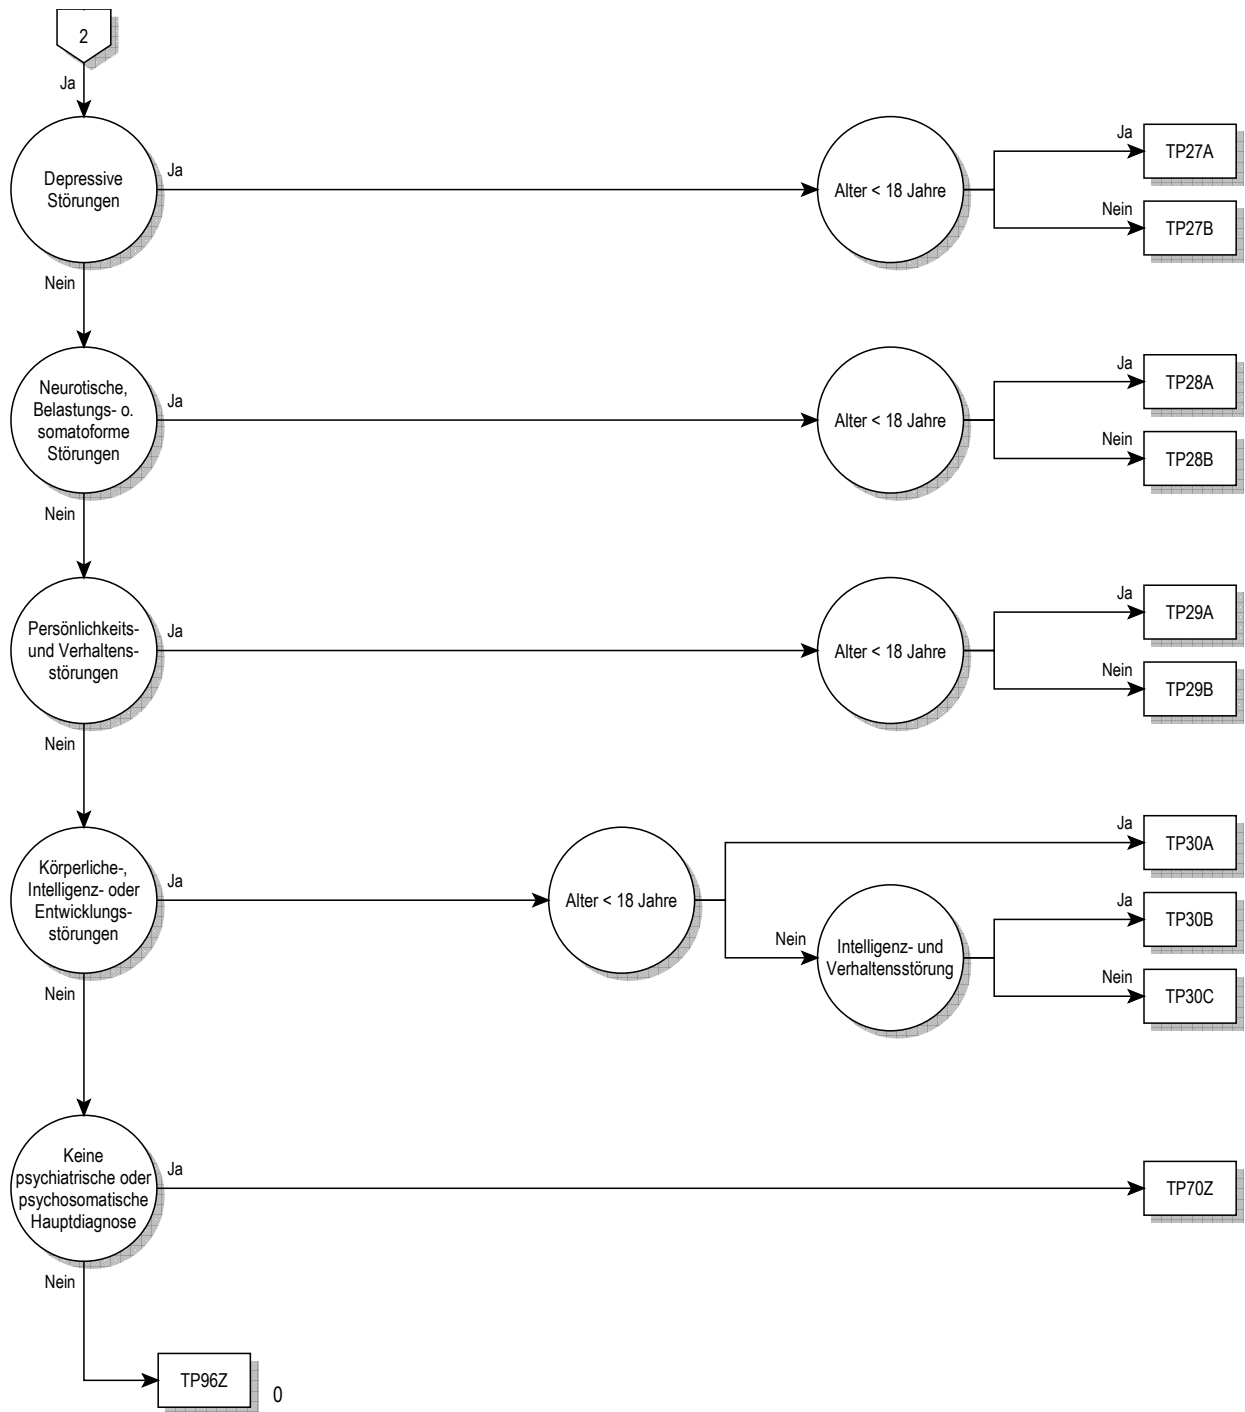 2
Ja
Depressive
Störungen
Ja
Alter < 18 Jahre
Ja
TP27A
Nein
TP27B
Nein
Neurotische,
Belastungs- o.
somatoforme
Störungen
Ja
Alter < 18 Jahre
Ja
TP28A
Nein
TP28B
Nein
Persönlichkeits-
und Verhaltens-
störungen
Ja
Alter < 18 Jahre
Ja
TP29A
Nein
TP29B
Nein
Körperliche-,
Intelligenz- oder
Entwicklungs-
störungen
Ja
Alter < 18 Jahre
Ja
TP30A
Nein
Intelligenz- und
Verhaltensstörung
Ja
TP30B
Nein
TP30C
Nein
Keine
psychiatrische oder
psychosomatische
Hauptdiagnose
Ja
TP70Z
Nein
TP96Z
0